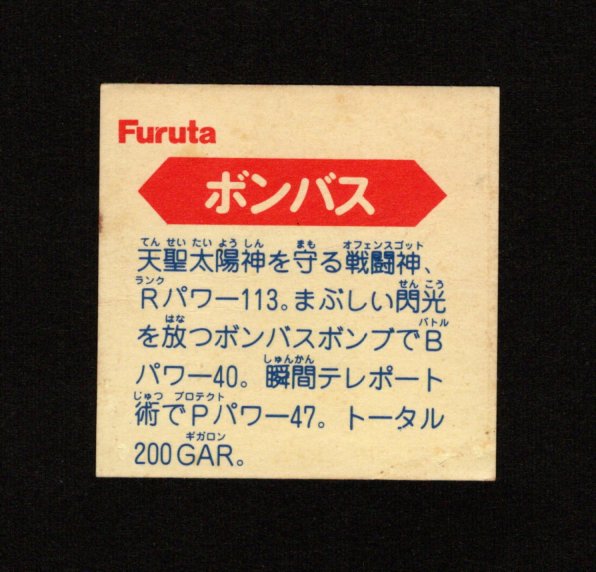 Furuta
ボンバス
てんせいたいようしん まも オフェンスゴット
天聖太陽神を守る戦闘神、
ランク せんこう
Rパワー113。まぶしい閃光
はな バトル
を放つボンバスボンブでB
しゅんかん
パワー40。瞬間テレポート
じゅつ プロテクト
術でPパワー47。トータル
ギガロン
200GAR。